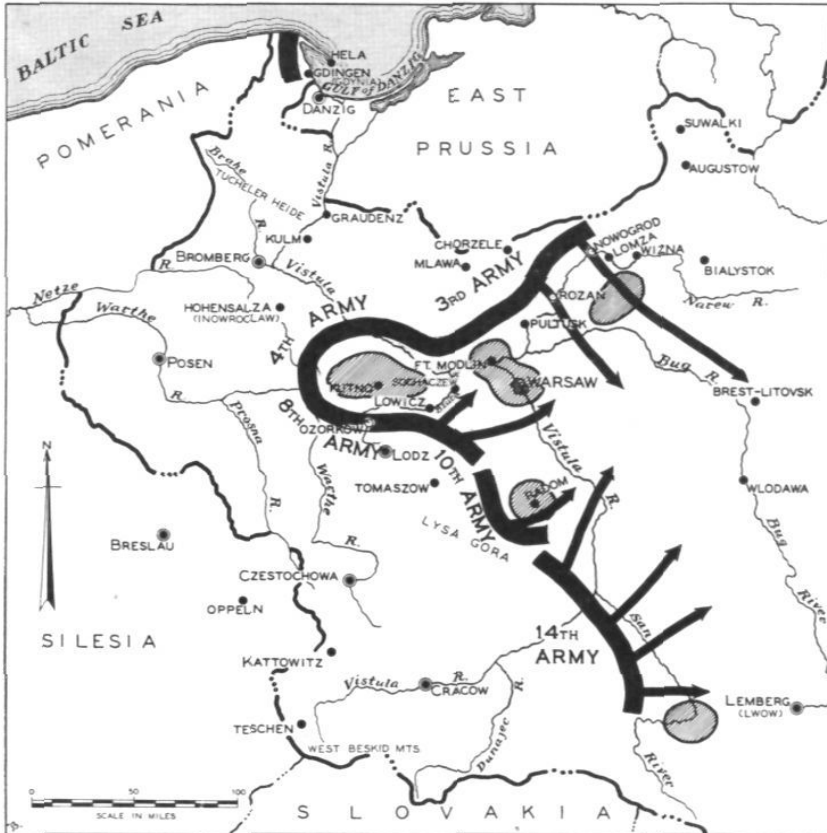 BALTIC SEA
HELA
GDINGEN
(GDYNIA)
GULF of DANZIG
DANZIG
POMERANIA
EAST
PRUSSIA
SUWALKI
AUGUSTOW
Brahe
R.
TUCHELER HEIDE
Vistula R.
GRAUDENZ
KULM
CHORZELE
MLAWA
NOWOGROD
LOMZA
WIZNA
BIALYSTOK
BROMBERG
Vistula
3RD ARMY
ROZAN
Narew R.
Netze
R.
Warthe
HOHENSALZA
(INOWROCLAW)
4TH ARMY
PULTUSK
POSEN
R.
FT. MODLIN
Bug R.
KUTNO
SOCHACZEW
WARSAW
BREST-LITOVSK
LOWICZ
8TH
ARMY
OZORKOW
LODZ
Prosna
R.
Warthe
R.
10TH
ARMY
TOMASZOW
Vistula
R.
RADOM
WLODAWA
Bug
River
LYSA GORA
N
BRESLAU
CZESTOCHOWA
OPPELN
SILESIA
14TH
ARMY
San
KATTOWITZ
Vistula R.
CRACOW
LEMBERG
(LWOW)
TESCHEN
WEST BESKID MTS.
Dunajec
R.
River
0 50 100
SCALE IN MILES
SLOVAKIA